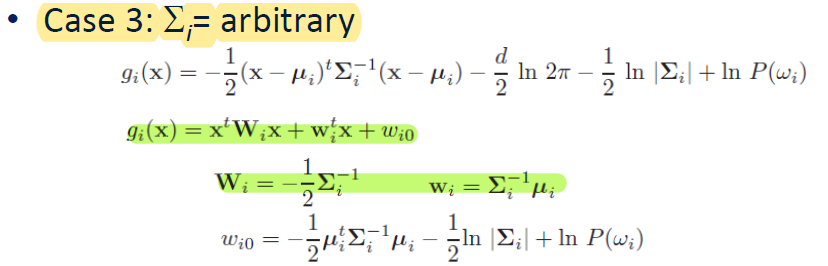 • Case 3: Σᵢ= arbitrary
gᵢ(x) = −½(x − μᵢ)ᵗΣᵢ⁻¹(x − μᵢ) − d/2 ln 2π − ½ ln |Σᵢ| + ln P(ωᵢ)
gᵢ(x) = xᵗWᵢx + wᵢᵗx + wᵢ₀
Wᵢ = −½Σᵢ⁻¹ wᵢ = Σᵢ⁻¹μᵢ
wᵢ₀ = −½μᵢᵗΣᵢ⁻¹μᵢ − ½ln |Σᵢ| + ln P(ωᵢ)